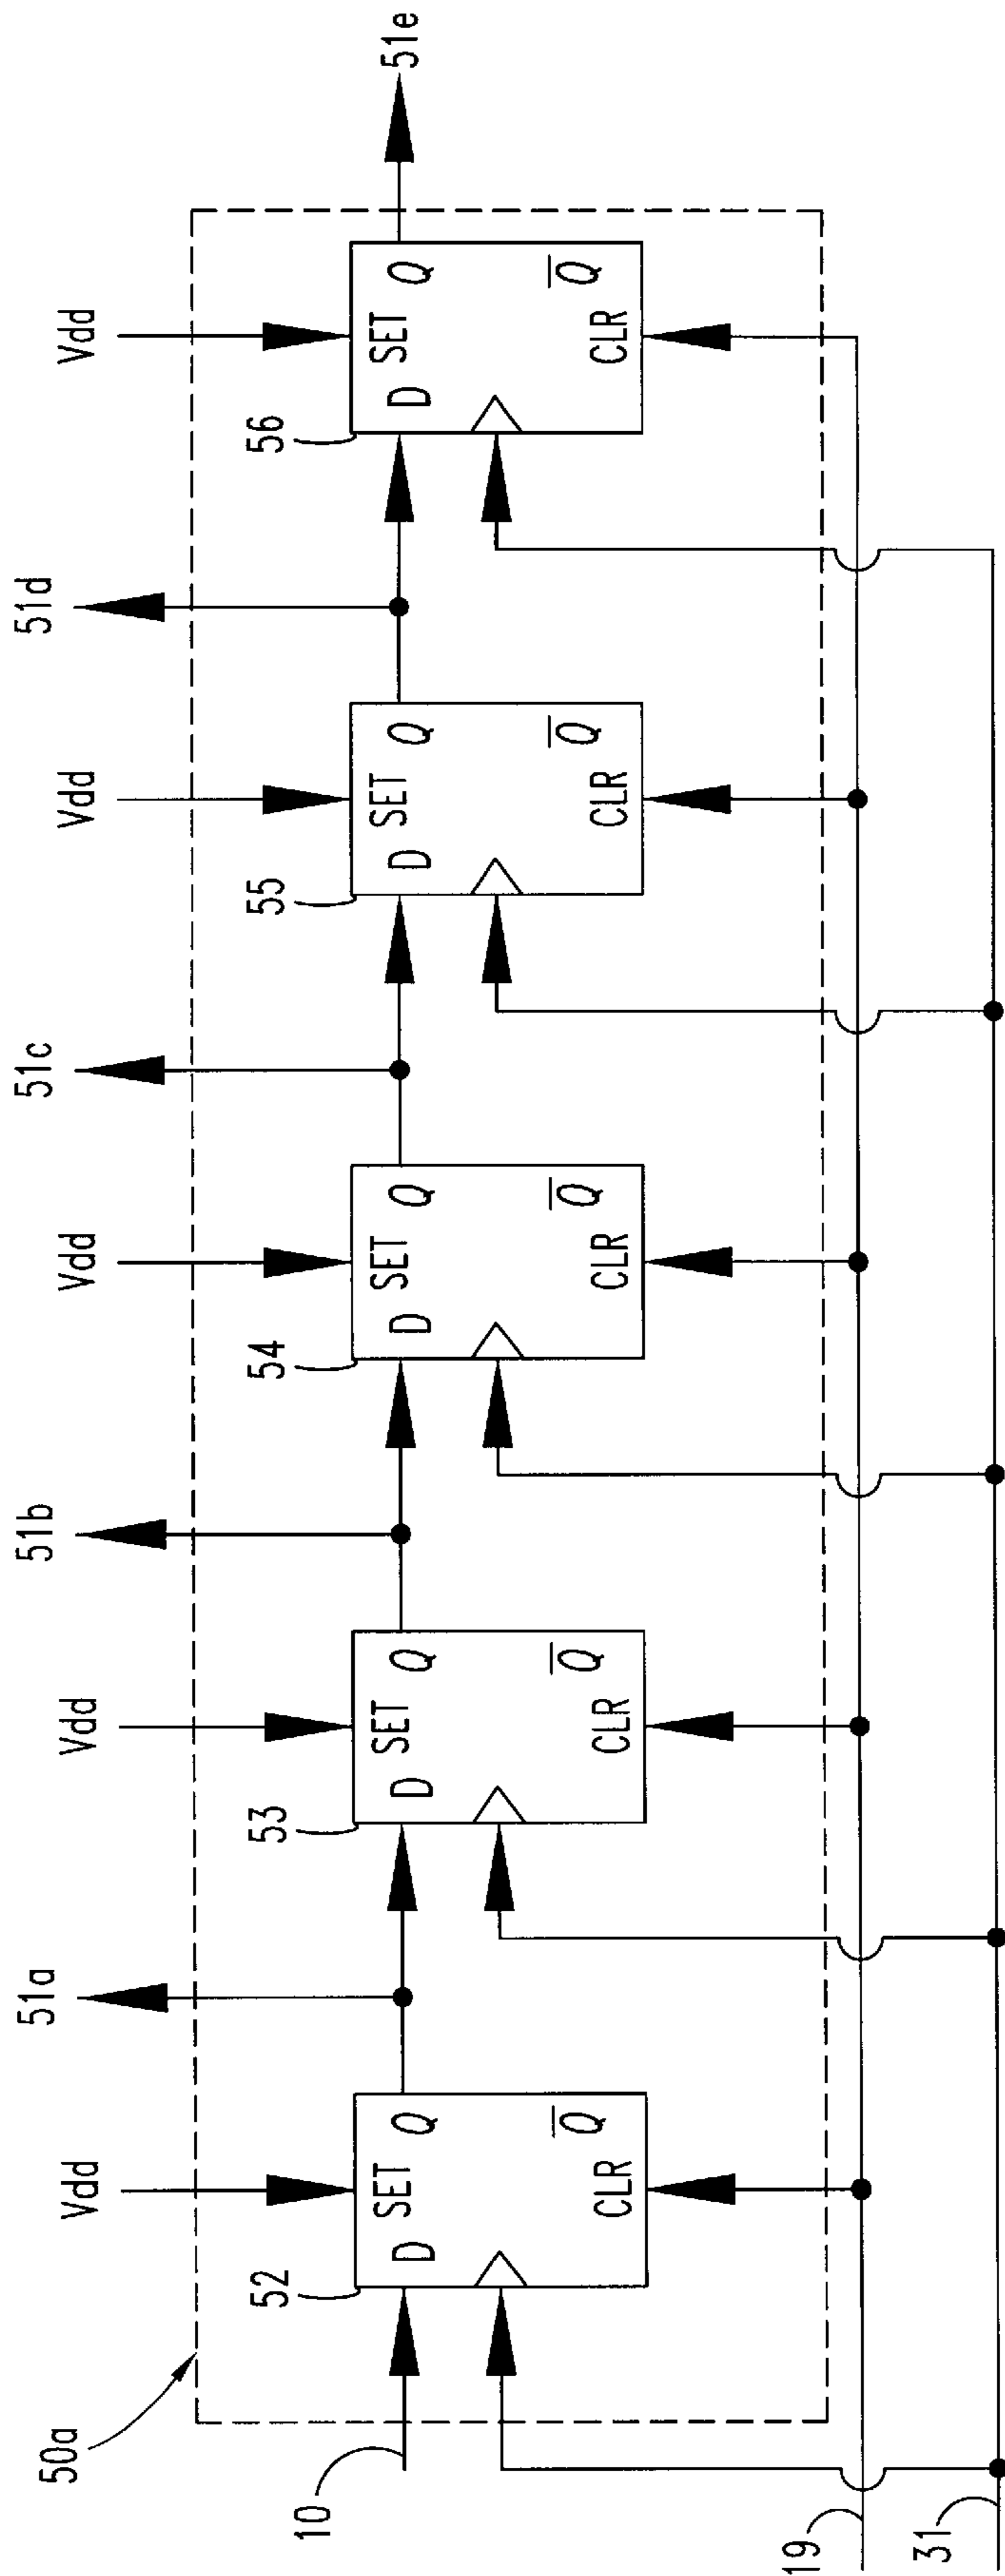 51a
51b
51c
51d
Vdd
Vdd
Vdd
Vdd
Vdd
50a
52
53
54
55
56
10
D SET Q
D SET Q
D SET Q
D SET Q
D SET Q
51e
CLR Q̅
CLR Q̅
CLR Q̅
CLR Q̅
CLR Q̅
19
31